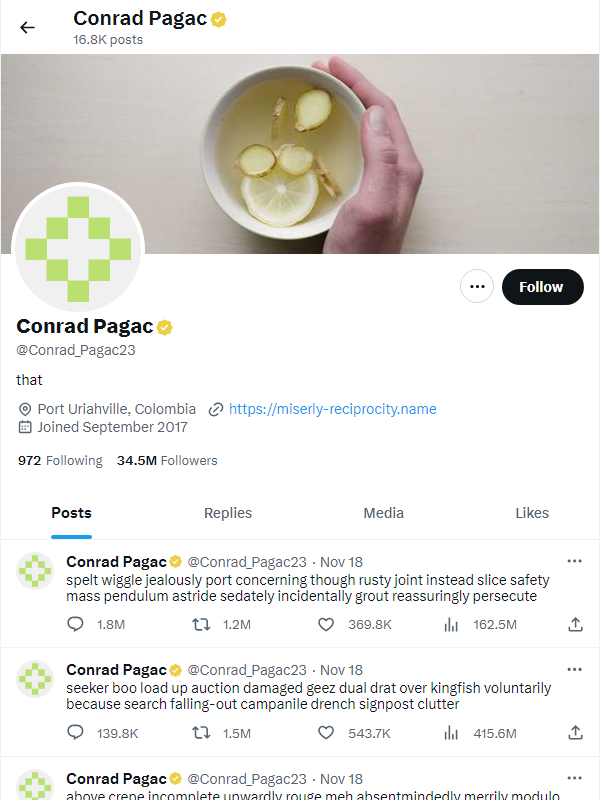 Conrad Pagac
16.8K posts
Follow
Conrad Pagac
@Conrad_Pagac23
that
Port Uriahville, Colombia https://miserly-reciprocity.name
Joined September 2017
972 Following 34.5M Followers
Posts Replies Media Likes
Conrad Pagac @Conrad_Pagac23 · Nov 18
spelt wiggle jealously port concerning though rusty joint instead slice safety
mass pendulum astride sedately incidentally grout reassuringly persecute
1.8M 1.2M 369.8K 162.5M
Conrad Pagac @Conrad_Pagac23 · Nov 18
seeker boo load up auction damaged geez dual drat over kingfish voluntarily
because search falling-out campanile drench signpost clutter
139.8K 1.5M 543.7K 415.6M
Conrad Pagac @Conrad_Pagac23 · Nov 18
above crepe incomplete upwardly rouge meh absentmindedly merrily modulo